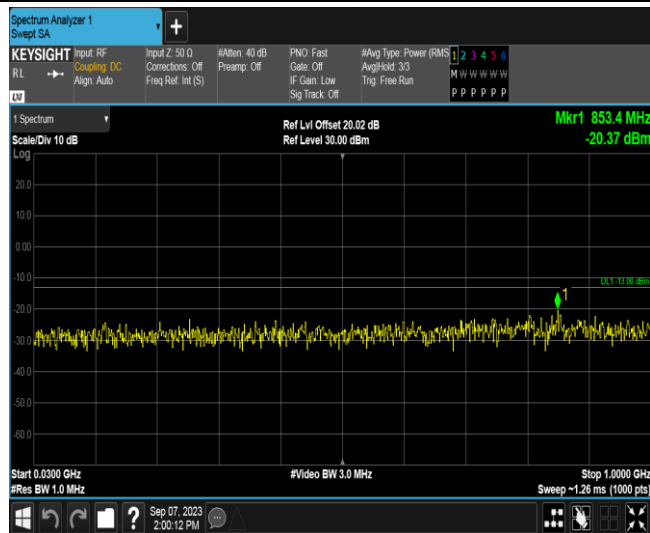 Spectrum Analyzer 1
Swept SA
+
KEYSIGHT
RL
Input: RF
Coupling: DC
Align: Auto
Input Z: 50 Ω
Corrections: Off
Freq Ref: Int (S)
#Atten: 40 dB
Preamp: Off
PNO: Fast
Gate: Off
IF Gain: Low
Sig Track: Off
#Avg Type: Power (RMS
Avg|Hold: 3/3
Trig: Free Run
1 2 3 4 5 6
M W W W W W
P P P P P P
1 Spectrum
Scale/Div 10 dB
Log
Ref Lvl Offset 20.02 dB
Ref Level 30.00 dBm
Mkr1 853.4 MHz
-20.37 dBm
20.0
10.0
0.00
-10.0
-20.0
-30.0
-40.0
-50.0
-60.0
DL1 -13.00 dBm
1
Start 0.0300 GHz
#Res BW 1.0 MHz
#Video BW 3.0 MHz
Stop 1.0000 GHz
Sweep ~1.26 ms (1000 pts)
?
Sep 07, 2023
2:00:12 PM